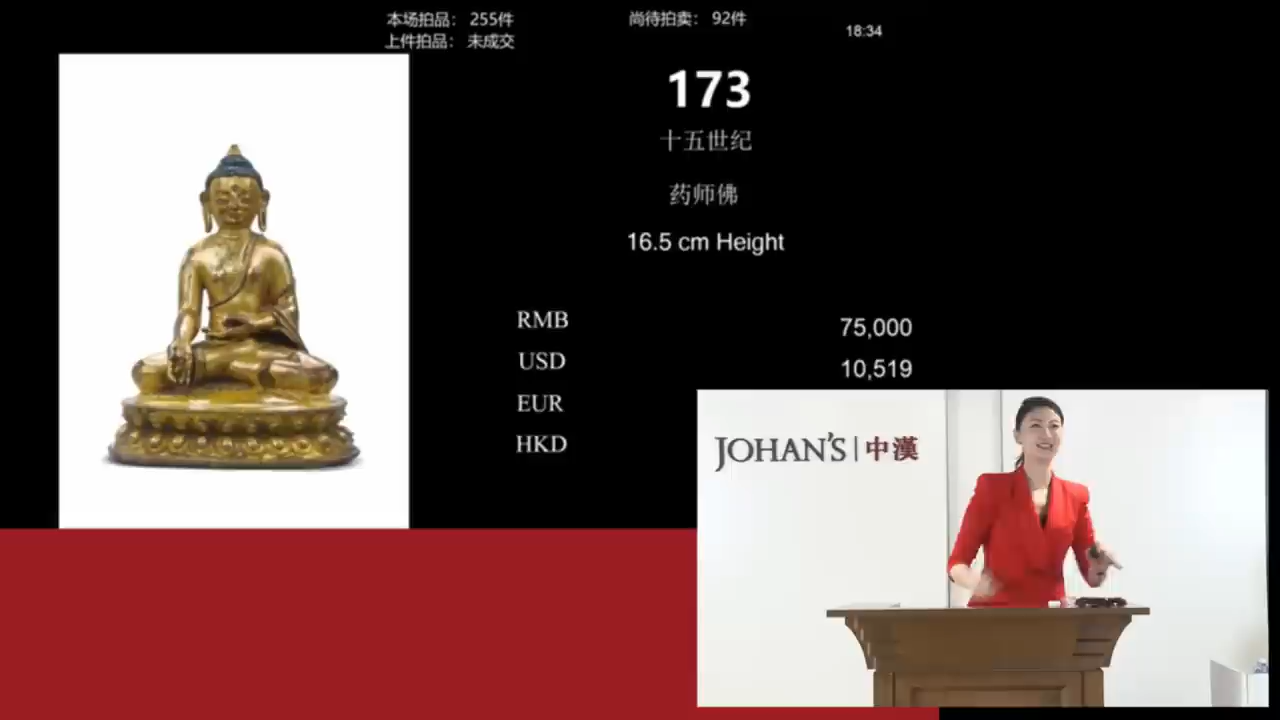 本场拍品： 255件
上件拍品： 未成交
尚待拍卖： 92件
18:34
173
十五世纪
药师佛
16.5 cm Height
RMB 75,000
USD 10,519
EUR
HKD
JOHAN'S | 中漢